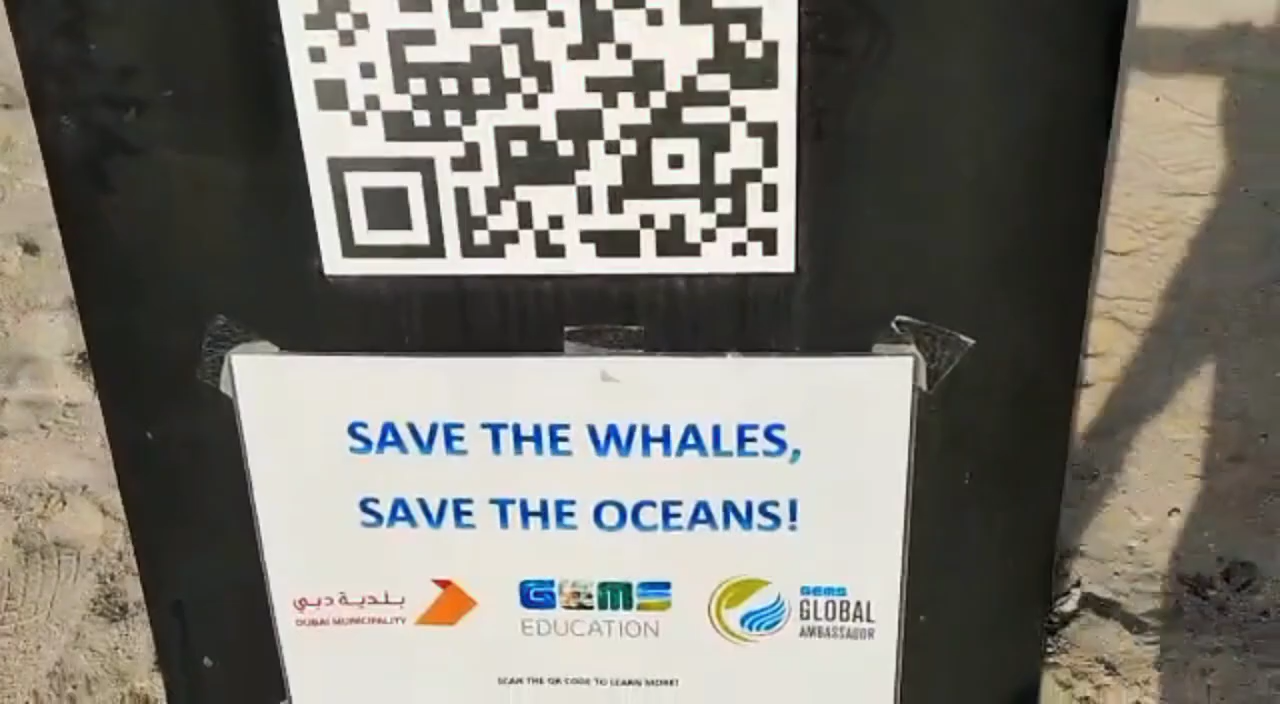 SAVE THE WHALES,
SAVE THE OCEANS!
بلدية دبي
DUBAI MUNICIPALITY
GEMS
EDUCATION
GEMS
GLOBAL
AMBASSADOR
SCAN THE QR CODE TO LEARN MORE!